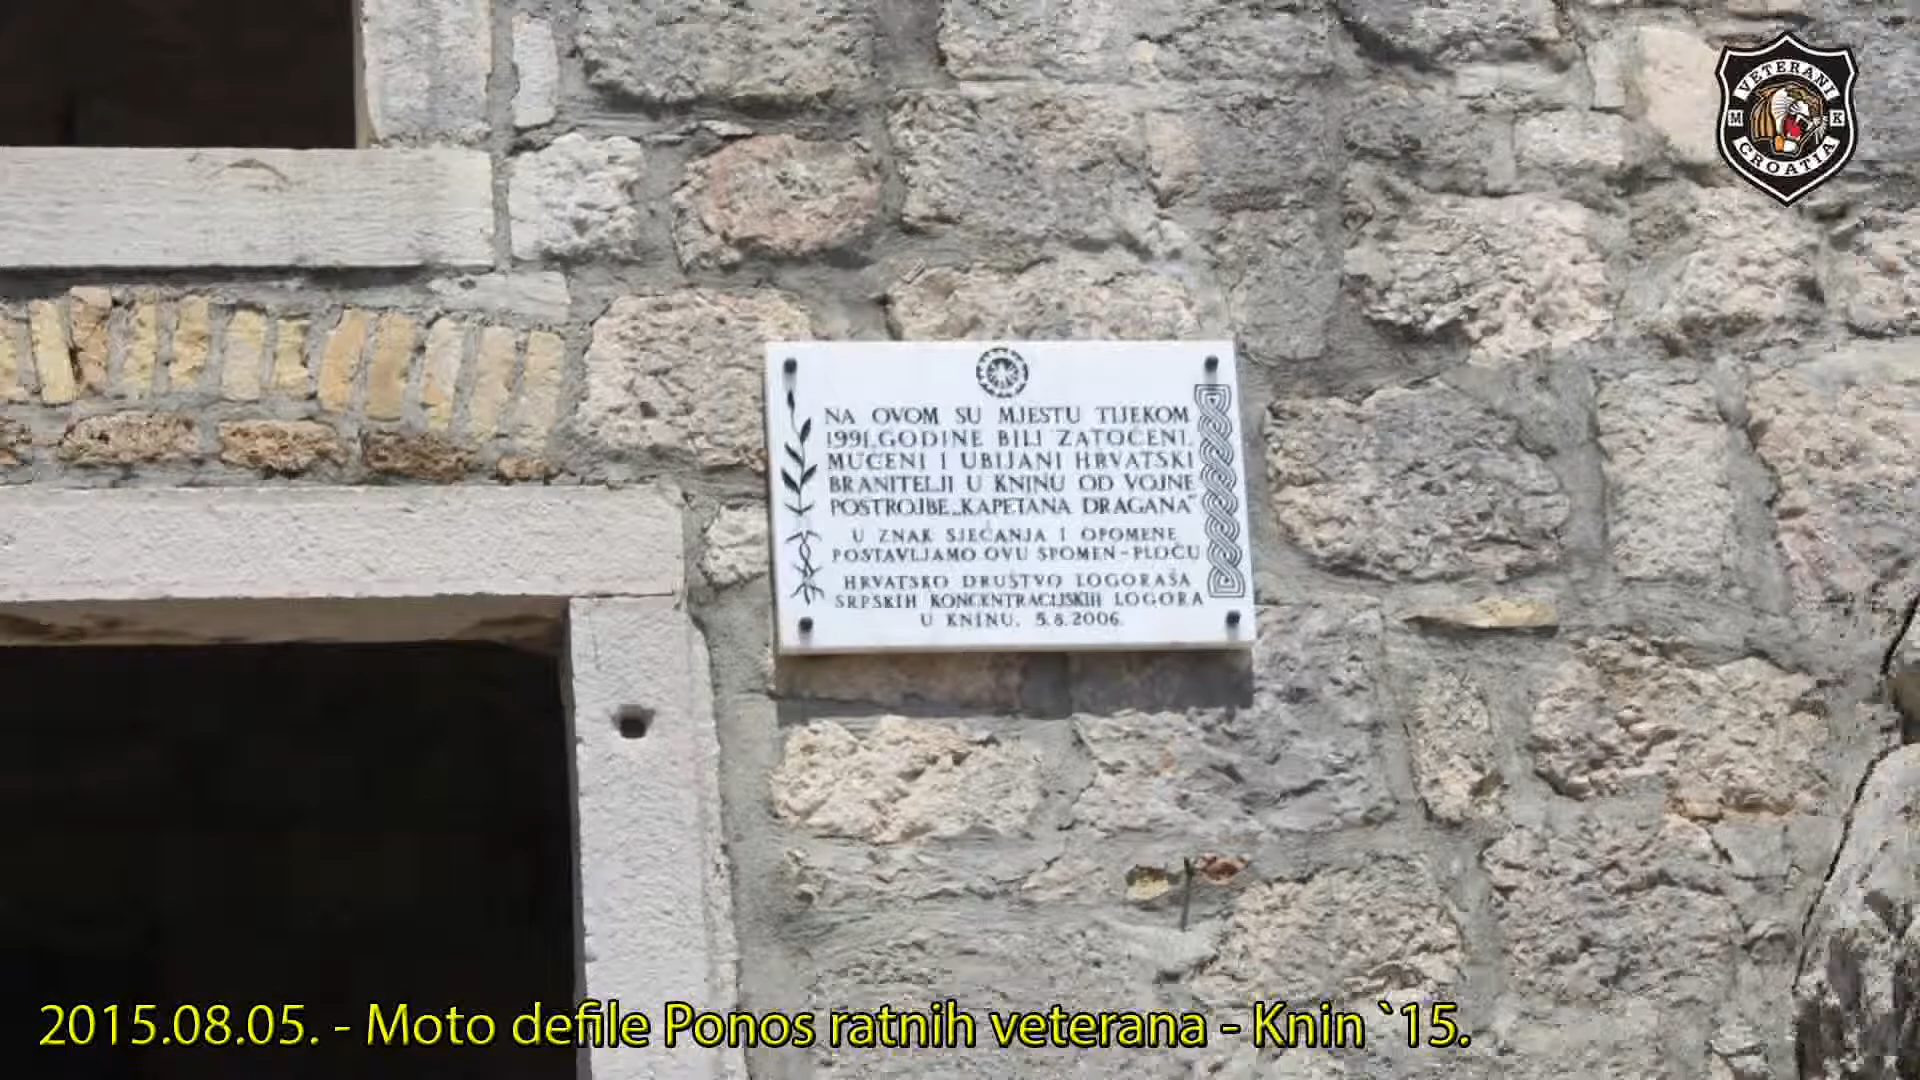 VETERANI
M K
CROATIA
NA OVOM SU MJESTU TIJEKOM
1991.GODINE BILI ZATOČENI,
MUČENI I UBIJANI HRVATSKI
BRANITELJI U KNINU OD VOJNE
POSTROJBE „KAPETANA DRAGANA"
U ZNAK SJEĆANJA I OPOMENE
POSTAVLJAMO OVU SPOMEN-PLOČU
HRVATSKO DRUŠTVO LOGORAŠA
SRPSKIH KONCENTRACIJSKIH LOGORA
U KNINU, 5.8.2006.
2015.08.05. - Moto defile Ponos ratnih veterana - Knin `15.